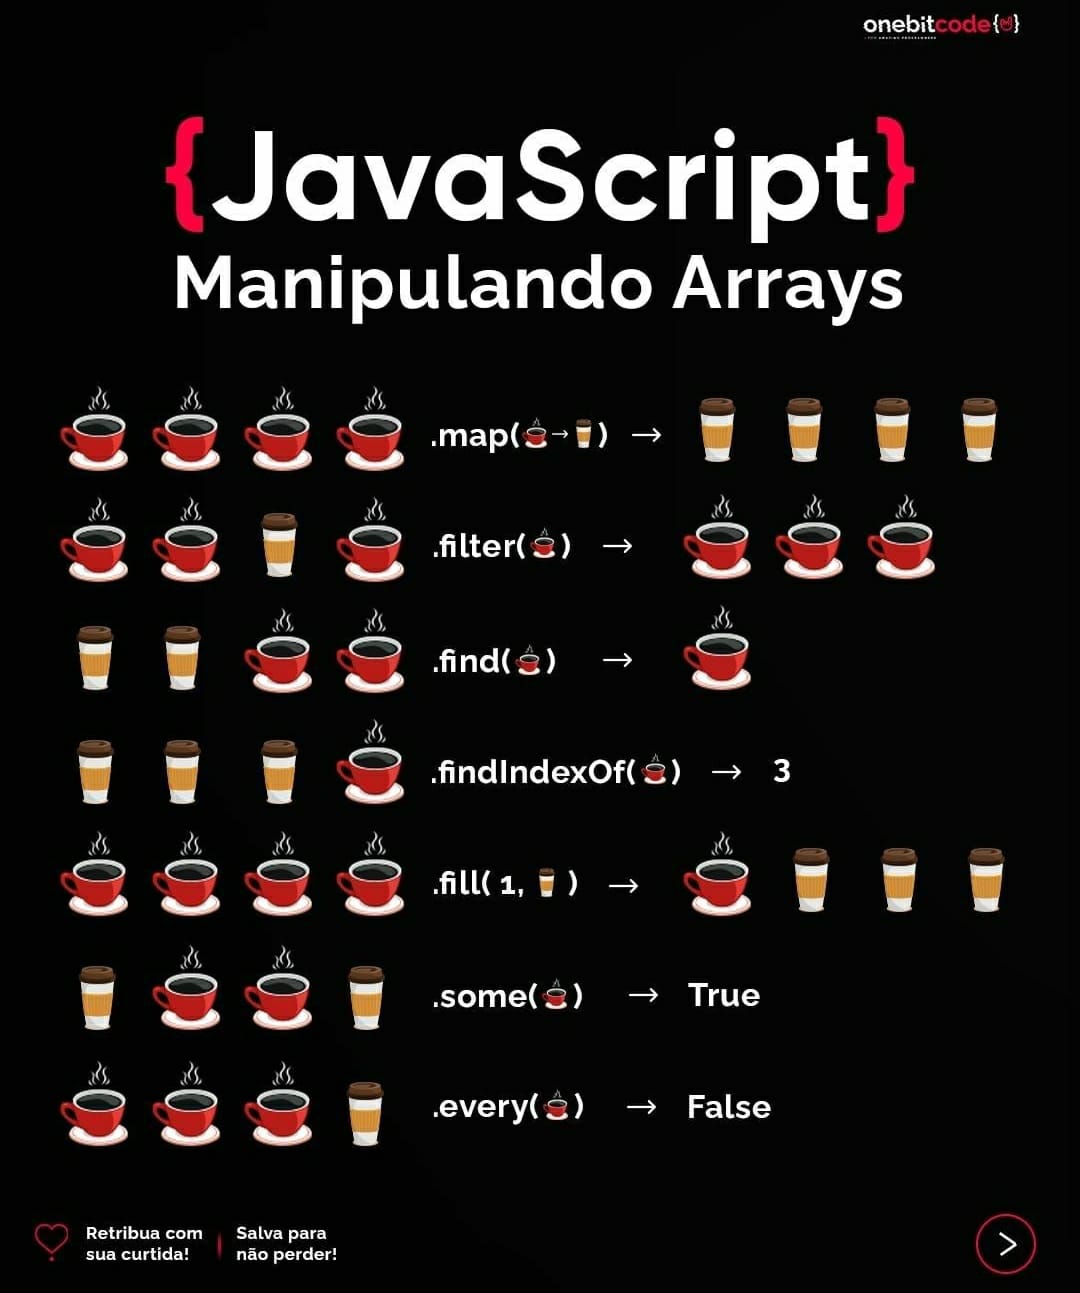 onebitcode{}
{JavaScript}
Manipulando Arrays
.map( → ) →
.filter( ) →
.find( ) →
.findIndexOf( ) → 3
.fill( 1, ) →
.some( ) → True
.every( ) → False
Retribua com
sua curtida!
Salva para
não perder!